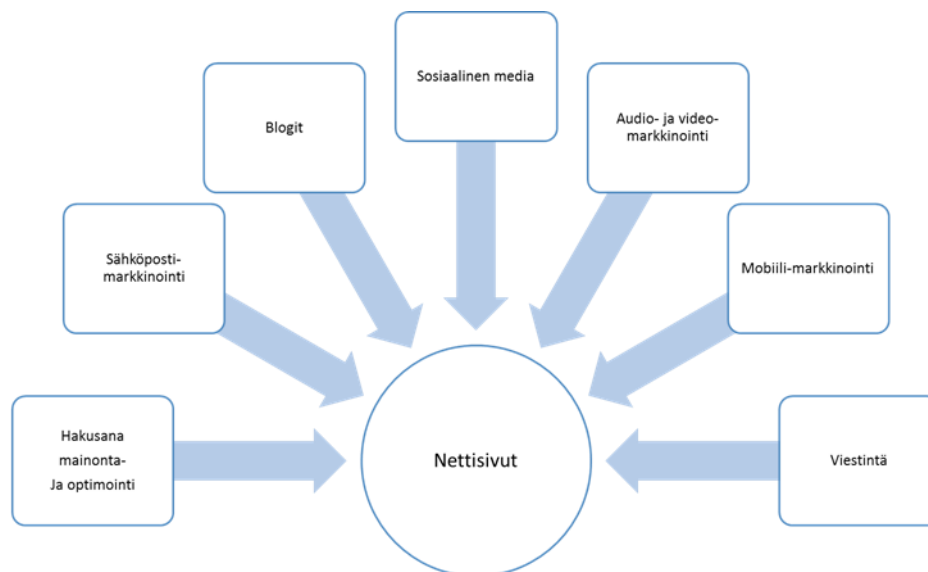 Sosiaalinen media
Blogit
Audio- ja video-
markkinointi
Sähköposti-
markkinointi
Mobiili-markkinointi
Hakusana
mainonta-
Ja optimointi
Nettisivut
Viestintä